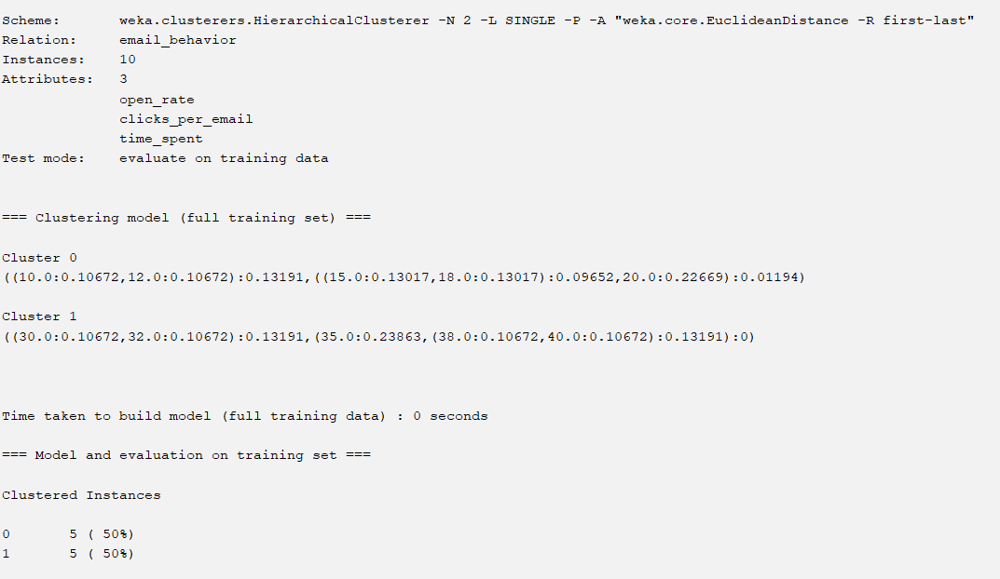 Scheme:       weka.clusterers.HierarchicalClusterer -N 2 -L SINGLE -P -A "weka.core.EuclideanDistance -R first-last"
Relation:     email_behavior
Instances:    10
Attributes:   3
              open_rate
              clicks_per_email
              time_spent
Test mode:    evaluate on training data
=== Clustering model (full training set) ===
Cluster 0
((10.0:0.10672,12.0:0.10672):0.13191,((15.0:0.13017,18.0:0.13017):0.09652,20.0:0.22669):0.01194)
Cluster 1
((30.0:0.10672,32.0:0.10672):0.13191,(35.0:0.23863,(38.0:0.10672,40.0:0.10672):0.13191):0)
Time taken to build model (full training data) : 0 seconds
=== Model and evaluation on training set ===
Clustered Instances
0       5 ( 50%)
1       5 ( 50%)